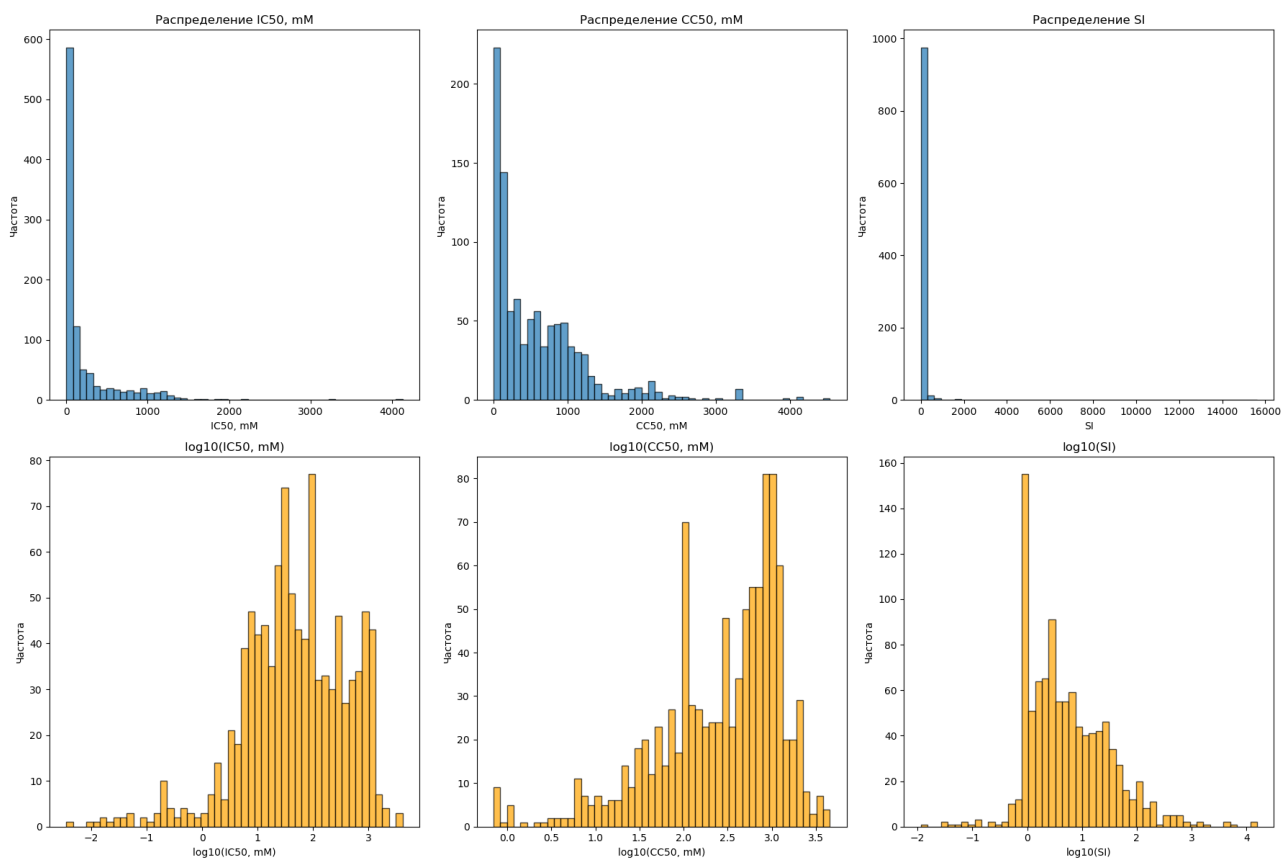 Распределение IC50, mM
Частота
600
500
400
300
200
100
0
0 1000 2000 3000 4000
IC50, mM
Распределение CC50, mM
Частота
200
150
100
50
0
0 1000 2000 3000 4000
CC50, mM
Распределение SI
Частота
1000
800
600
400
200
0
0 2000 4000 6000 8000 10000 12000 14000 16000
SI
log10(IC50, mM)
Частота
80
70
60
50
40
30
20
10
0
−2 −1 0 1 2 3
log10(IC50, mM)
log10(CC50, mM)
Частота
80
70
60
50
40
30
20
10
0
0.0 0.5 1.0 1.5 2.0 2.5 3.0 3.5
log10(CC50, mM)
log10(SI)
Частота
160
140
120
100
80
60
40
20
0
−2 −1 0 1 2 3 4
log10(SI)